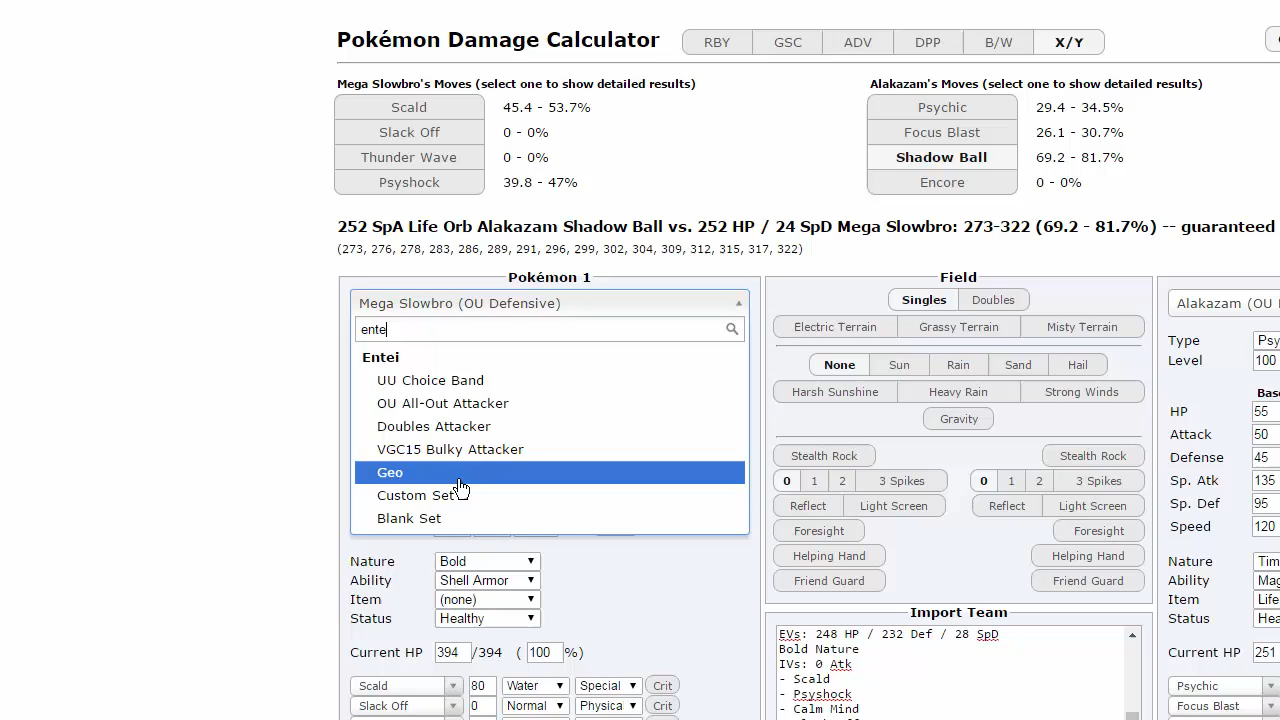 Pokémon Damage Calculator RBY GSC ADV DPP B/W X/Y
Mega Slowbro's Moves (select one to show detailed results)
Scald 45.4 - 53.7%
Slack Off 0 - 0%
Thunder Wave 0 - 0%
Psyshock 39.8 - 47%
Alakazam's Moves (select one to show detailed results)
Psychic 29.4 - 34.5%
Focus Blast 26.1 - 30.7%
Shadow Ball 69.2 - 81.7%
Encore 0 - 0%
252 SpA Life Orb Alakazam Shadow Ball vs. 252 HP / 24 SpD Mega Slowbro: 273-322 (69.2 - 81.7%) -- guaranteed
(273, 276, 278, 283, 286, 289, 291, 296, 299, 302, 304, 309, 312, 315, 317, 322)
Pokémon 1
Mega Slowbro (OU Defensive)
ente
Entei
UU Choice Band
OU All-Out Attacker
Doubles Attacker
VGC15 Bulky Attacker
Geo
Custom Set
Blank Set
Nature Bold
Ability Shell Armor
Item (none)
Status Healthy
Current HP 394 /394 ( 100 %)
Scald 80 Water Special Crit
Slack Off 0 Normal Physica Crit
Field
Singles Doubles
Electric Terrain Grassy Terrain Misty Terrain
None Sun Rain Sand Hail
Harsh Sunshine Heavy Rain Strong Winds
Gravity
Stealth Rock Stealth Rock
0 1 2 3 Spikes 0 1 2 3 Spikes
Reflect Light Screen Reflect Light Screen
Foresight Foresight
Helping Hand Helping Hand
Friend Guard Friend Guard
Import Team
EVs: 248 HP / 232 Def / 28 SpD
Bold Nature
IVs: 0 Atk
- Scald
- Psyshock
- Calm Mind
Alakazam (OU
Type Psy
Level 100
HP 55
Attack 50
Defense 45
Sp. Atk 135
Sp. Def 95
Speed 120
Nature Tim
Ability Mag
Item Life
Status Hea
Current HP 251
Psychic
Focus Blast